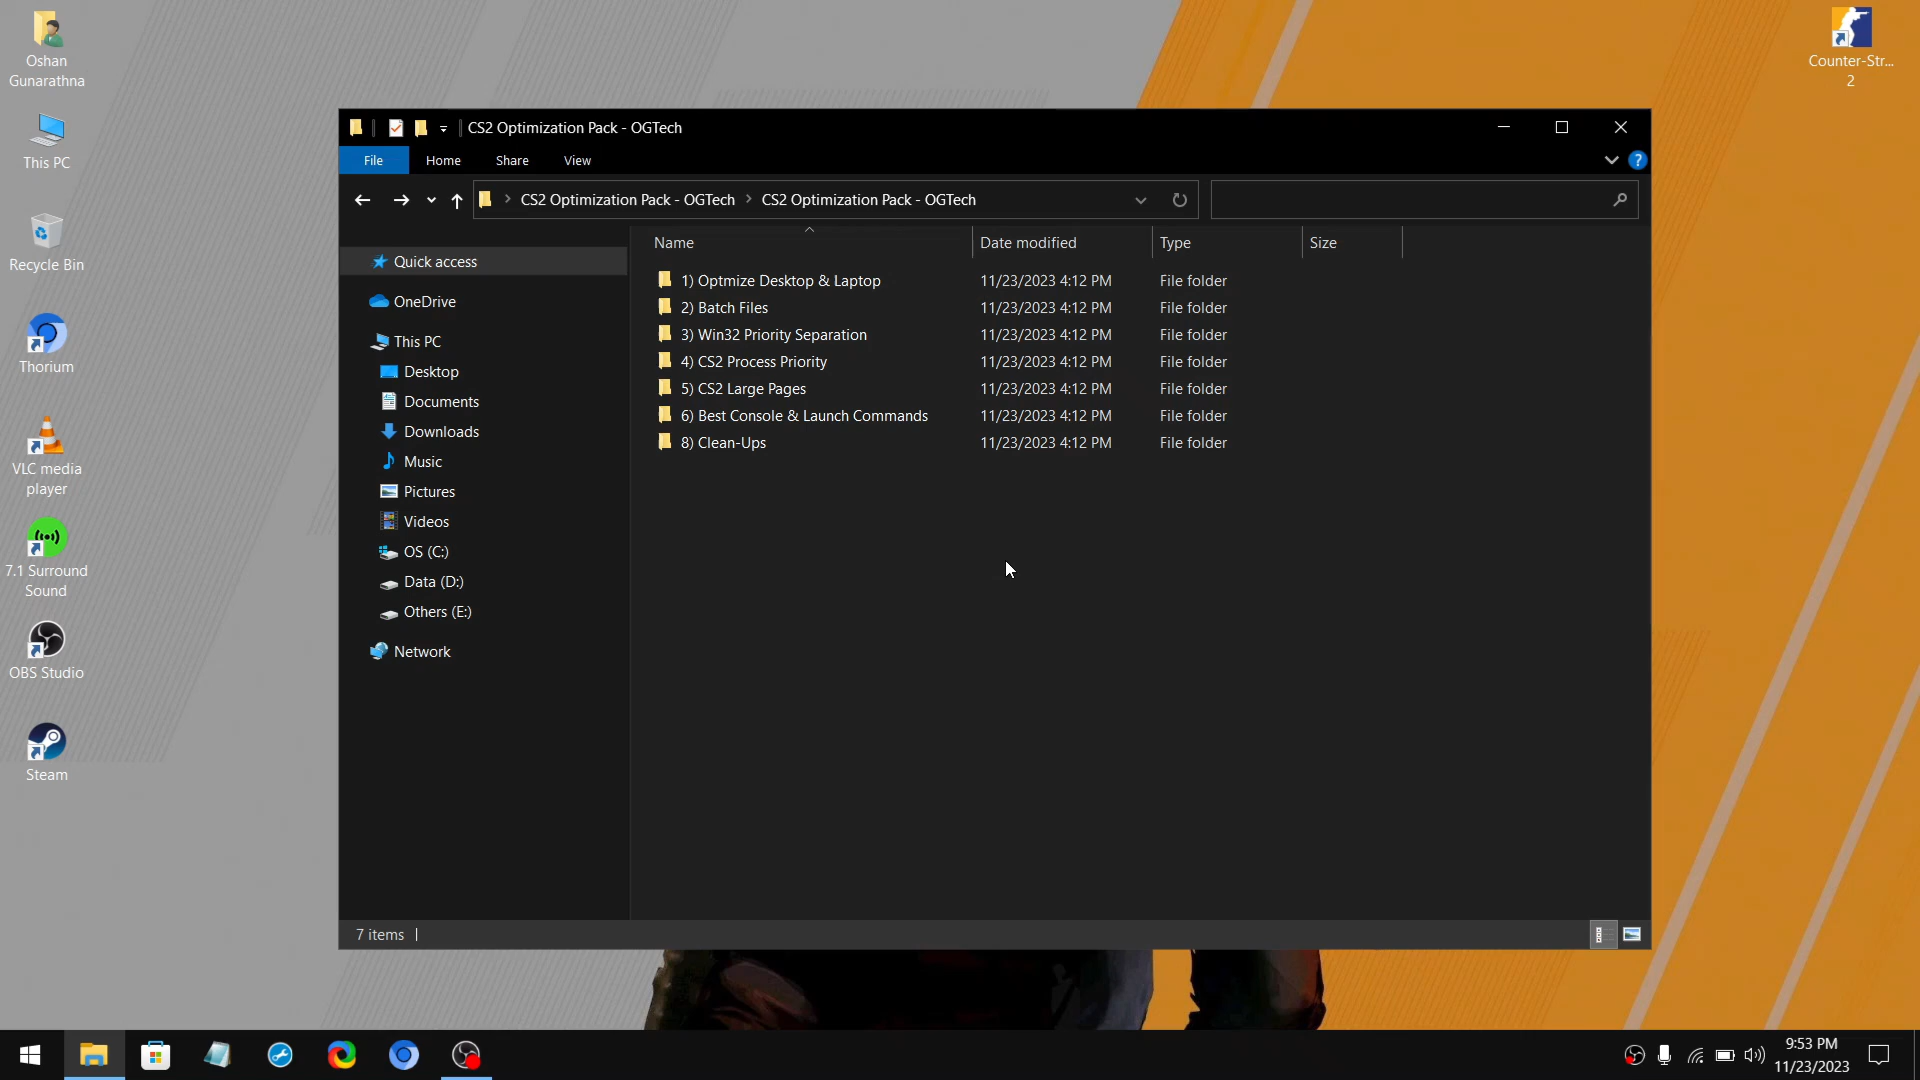 Oshan
Gunarathna
This PC
Recycle Bin
Thorium
VLC media
player
7.1 Surround
Sound
OBS Studio
Steam
Counter-Str...
2
CS2 Optimization Pack - OGTech
File
Home
Share
View
?
CS2 Optimization Pack - OGTech
CS2 Optimization Pack - OGTech
Quick access
OneDrive
This PC
Desktop
Documents
Downloads
Music
Pictures
Videos
OS (C:)
Data (D:)
Others (E:)
Network
Name Date modified Type Size
1) Optmize Desktop & Laptop 11/23/2023 4:12 PM File folder
2) Batch Files 11/23/2023 4:12 PM File folder
3) Win32 Priority Separation 11/23/2023 4:12 PM File folder
4) CS2 Process Priority 11/23/2023 4:12 PM File folder
5) CS2 Large Pages 11/23/2023 4:12 PM File folder
6) Best Console & Launch Commands 11/23/2023 4:12 PM File folder
8) Clean-Ups 11/23/2023 4:12 PM File folder
7 items
9:53 PM
11/23/2023